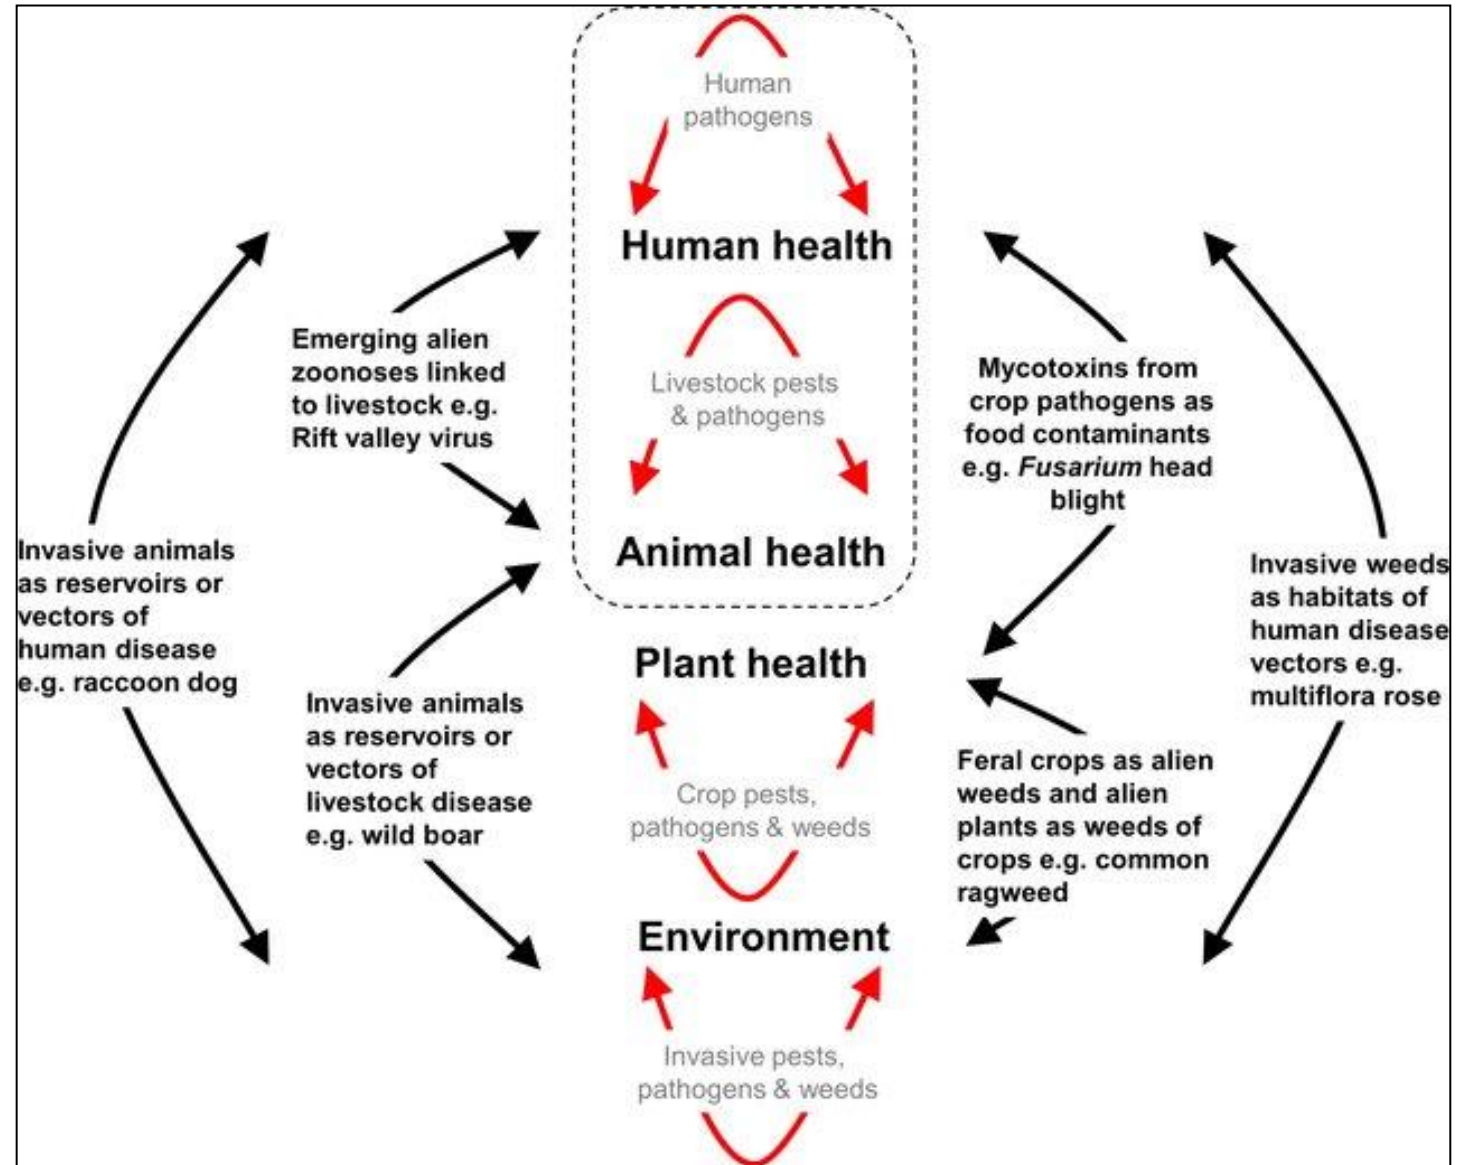 Human
pathogens
Human health
Emerging alien
zoonoses linked
to livestock e.g.
Rift valley virus
Livestock pests
& pathogens
Mycotoxins from
crop pathogens as
food contaminants
e.g. Fusarium head
blight
Animal health
Invasive animals
as reservoirs or
vectors of
human disease
e.g. raccoon dog
Invasive weeds
as habitats of
human disease
vectors e.g.
multiflora rose
Plant health
Invasive animals
as reservoirs or
vectors of
livestock disease
e.g. wild boar
Crop pests,
pathogens & weeds
Feral crops as alien
weeds and alien
plants as weeds of
crops e.g. common
ragweed
Environment
Invasive pests,
pathogens & weeds